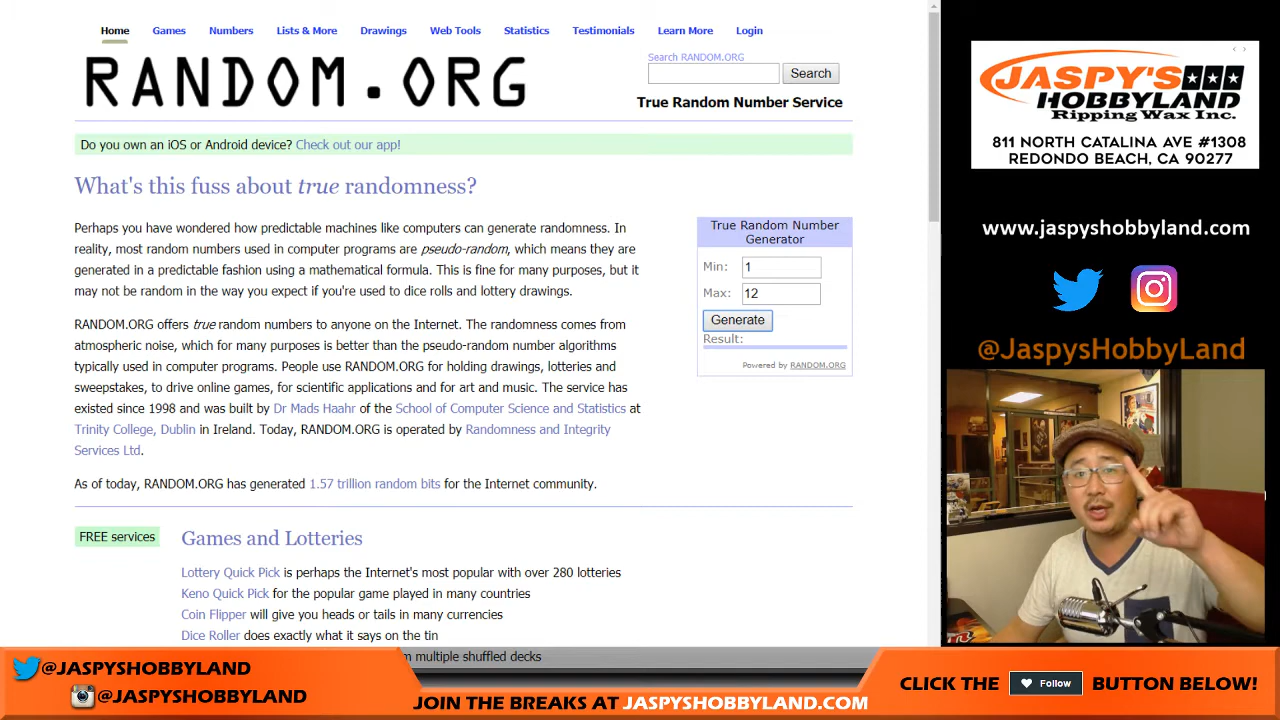 Home Games Numbers Lists & More Drawings Web Tools Statistics Testimonials Learn More Login
RANDOM.ORG
Search RANDOM.ORG
Search
True Random Number Service
Do you own an iOS or Android device? Check out our app!
What's this fuss about true randomness?
Perhaps you have wondered how predictable machines like computers can generate randomness. In
reality, most random numbers used in computer programs are pseudo-random, which means they are
generated in a predictable fashion using a mathematical formula. This is fine for many purposes, but it
may not be random in the way you expect if you're used to dice rolls and lottery drawings.
RANDOM.ORG offers true random numbers to anyone on the Internet. The randomness comes from
atmospheric noise, which for many purposes is better than the pseudo-random number algorithms
typically used in computer programs. People use RANDOM.ORG for holding drawings, lotteries and
sweepstakes, to drive online games, for scientific applications and for art and music. The service has
existed since 1998 and was built by Dr Mads Haahr of the School of Computer Science and Statistics at
Trinity College, Dublin in Ireland. Today, RANDOM.ORG is operated by Randomness and Integrity
Services Ltd.
As of today, RANDOM.ORG has generated 1.57 trillion random bits for the Internet community.
True Random Number
Generator
Min: 1
Max: 12
Generate
Result:
Powered by RANDOM.ORG
FREE services
Games and Lotteries
Lottery Quick Pick is perhaps the Internet's most popular with over 280 lotteries
Keno Quick Pick for the popular game played in many countries
Coin Flipper will give you heads or tails in many currencies
Dice Roller does exactly what it says on the tin
multiple shuffled decks
JASPY'S
HOBBYLAND
Ripping Wax Inc.
811 NORTH CATALINA AVE #1308
REDONDO BEACH, CA 90277
www.jaspyshobbyland.com
@JaspysHobbyLand
@JASPYSHOBBYLAND
@JASPYSHOBBYLAND
JOIN THE BREAKS AT JASPYSHOBBYLAND.COM
CLICK THE Follow BUTTON BELOW!